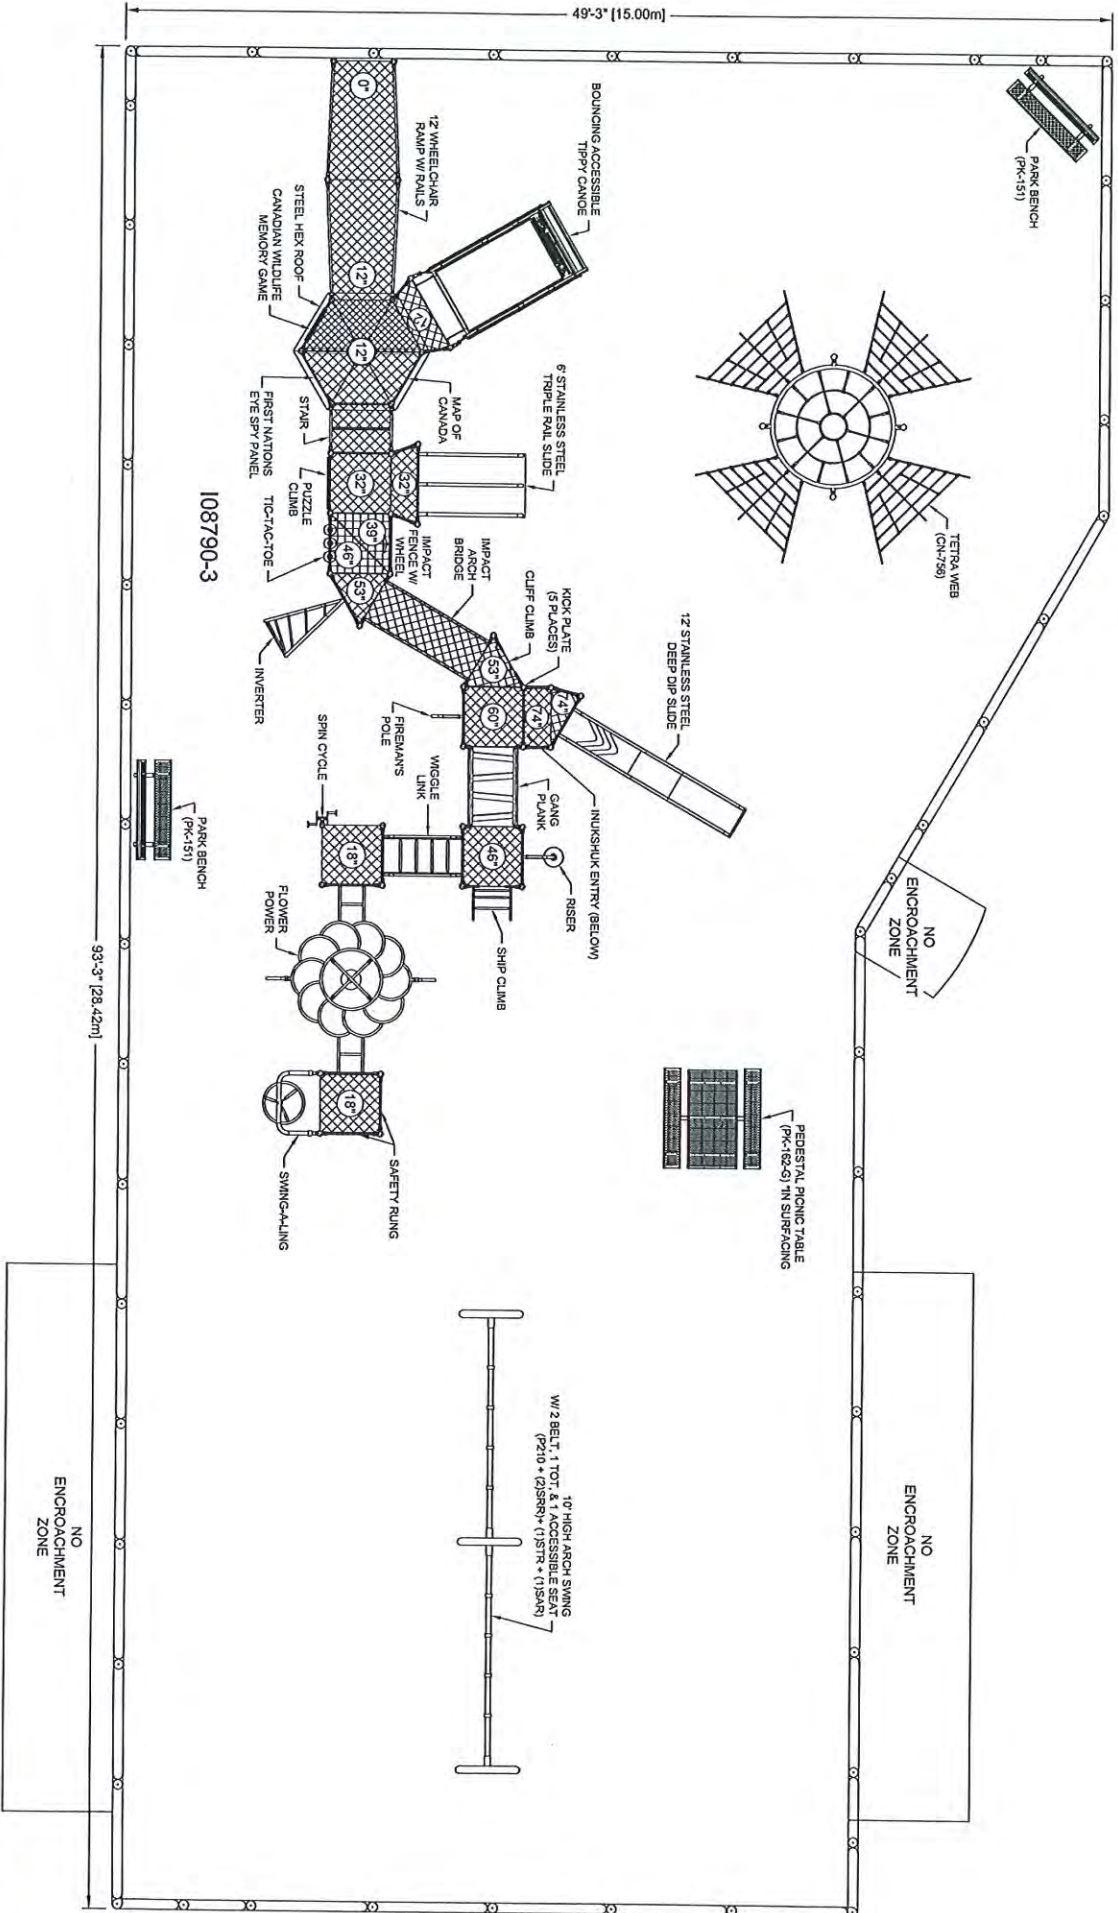 49'-3" [15.00m]
PARK BENCH
(PK-151)
TETRA WEB
(CN-756)
BOUNCING ACCESSIBLE
TIPPY CANOE
12' WHEELCHAIR
RAMP W/ RAILS
0"
12"
12"
12"
STEEL HEX ROOF
CANADIAN WILDLIFE
MEMORY GAME
FIRST NATIONS
EYE SPY PANEL
MAP OF
CANADA
STAIR
6' STAINLESS STEEL
TRIPLE RAIL SLIDE
32"
32"
PUZZLE
CLIMB
TIC-TAC-TOE
39"
46"
53"
IMPACT
FENCE W/
WHEEL
IMPACT
ARCH
BRIDGE
INVERTER
I08790-3
CLIFF CLIMB
KICK PLATE
(5 PLACES)
53"
60"
74"
74"
12' STAINLESS STEEL
DEEP DIP SLIDE
FIREMAN'S
POLE
GANG
PLANK
INUKSHUK ENTRY (BELOW)
WIGGLE
LINK
SPIN CYCLE
46"
18"
RISER
SHIP CLIMB
FLOWER
POWER
18"
SAFETY RUNG
SWING-A-LING
PARK BENCH
(PK-151)
NO
ENCROACHMENT
ZONE
PEDESTAL PICNIC TABLE
(PK-162-G) *IN SURFACING
10' HIGH ARCH SWING
W/ 2 BELT, 1 TOT, & 1 ACCESSIBLE SEAT
(P210 + (2)SRR)+ (1)STR + (1)SAR)
NO
ENCROACHMENT
ZONE
NO
ENCROACHMENT
ZONE
93'-3" [28.42m]